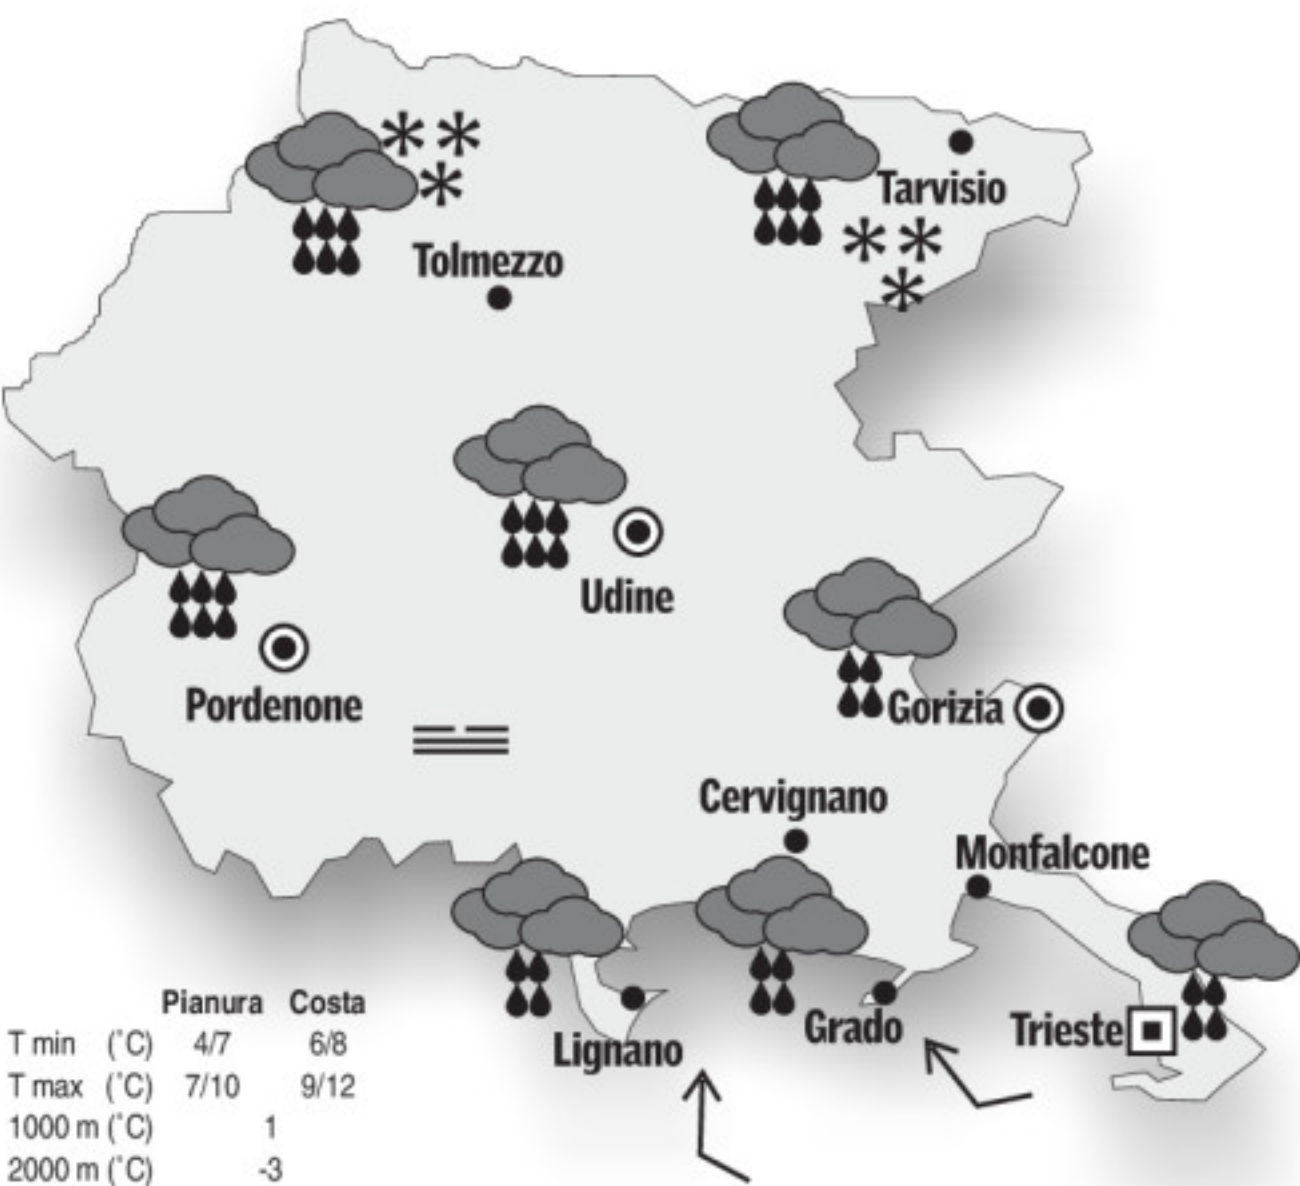 Tarvisio
Tolmezzo
Udine
Pordenone
Gorizia
Cervignano
Monfalcone
Grado
Trieste
Lignano
Pianura Costa
T min (˚C) 4/7 6/8
T max (˚C) 7/10 9/12
1000 m (˚C) 1
2000 m (˚C) -3